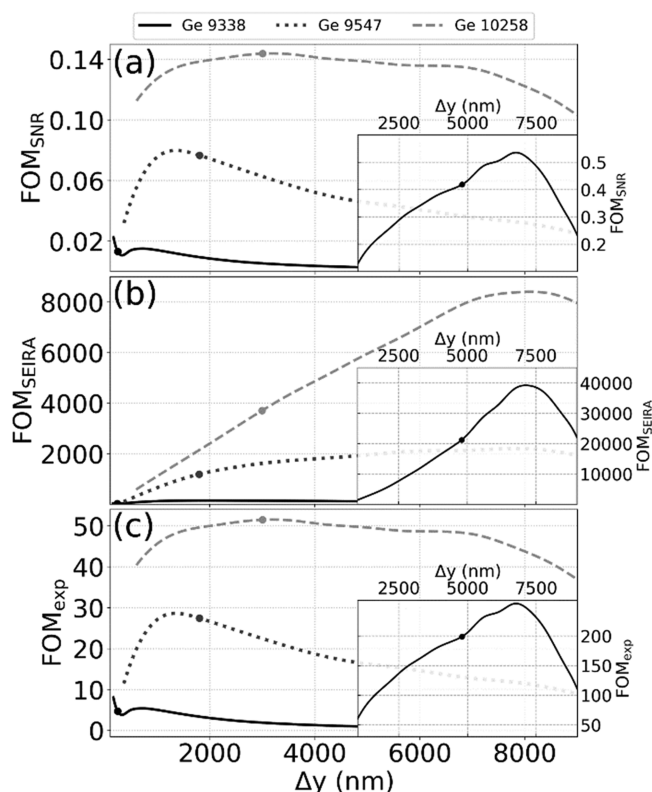 Ge 9338 Ge 9547 Ge 10258
(a)
0.14
0.10
0.06
0.02
FOM_SNR
Δy (nm)
2500 5000 7500
0.5
0.4
0.3
0.2
FOM_SNR
(b)
8000
6000
4000
2000
FOM_SEIRA
Δy (nm)
2500 5000 7500
40000
30000
20000
10000
FOM_SEIRA
(c)
50
40
30
20
10
0
FOM_exp
Δy (nm)
2500 5000 7500
200
150
100
50
FOM_exp
2000 4000 6000 8000
Δy (nm)